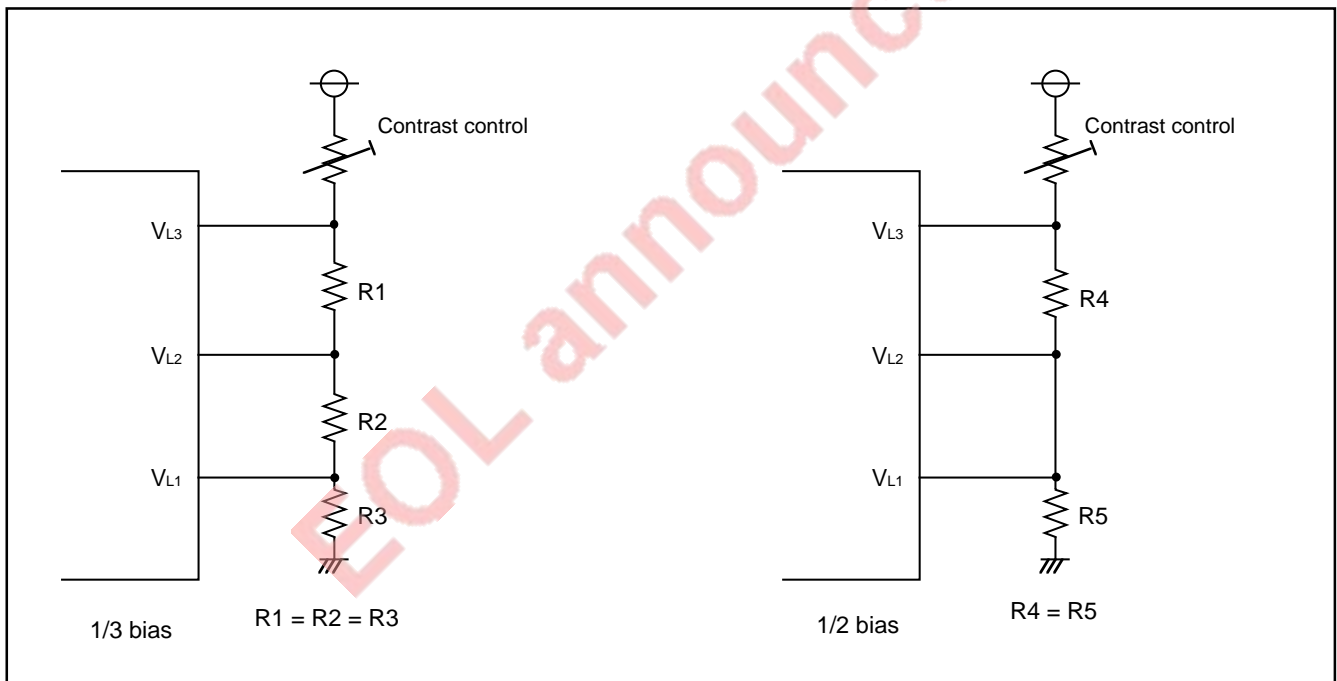 Contrast control
VL3
R1
VL2
R2
VL1
R3
1/3 bias
R1 = R2 = R3
Contrast control
VL3
R4
VL2
VL1
R5
1/2 bias
R4 = R5
EOL announc